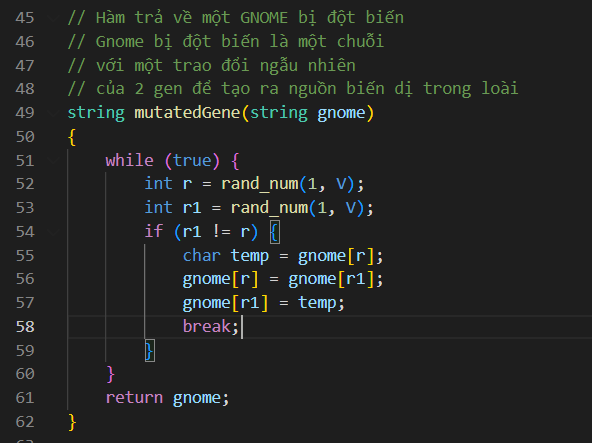 45 // Hàm trả về một GNOME bị đột biến
46 // Gnome bị đột biến là một chuỗi
47 // với một trao đổi ngẫu nhiên
48 // của 2 gen để tạo ra nguồn biến dị trong loài
49 string mutatedGene(string gnome)
50 {
51     while (true) {
52         int r = rand_num(1, V);
53         int r1 = rand_num(1, V);
54         if (r1 != r) {
55             char temp = gnome[r];
56             gnome[r] = gnome[r1];
57             gnome[r1] = temp;
58             break;
59         }
60     }
61     return gnome;
62 }